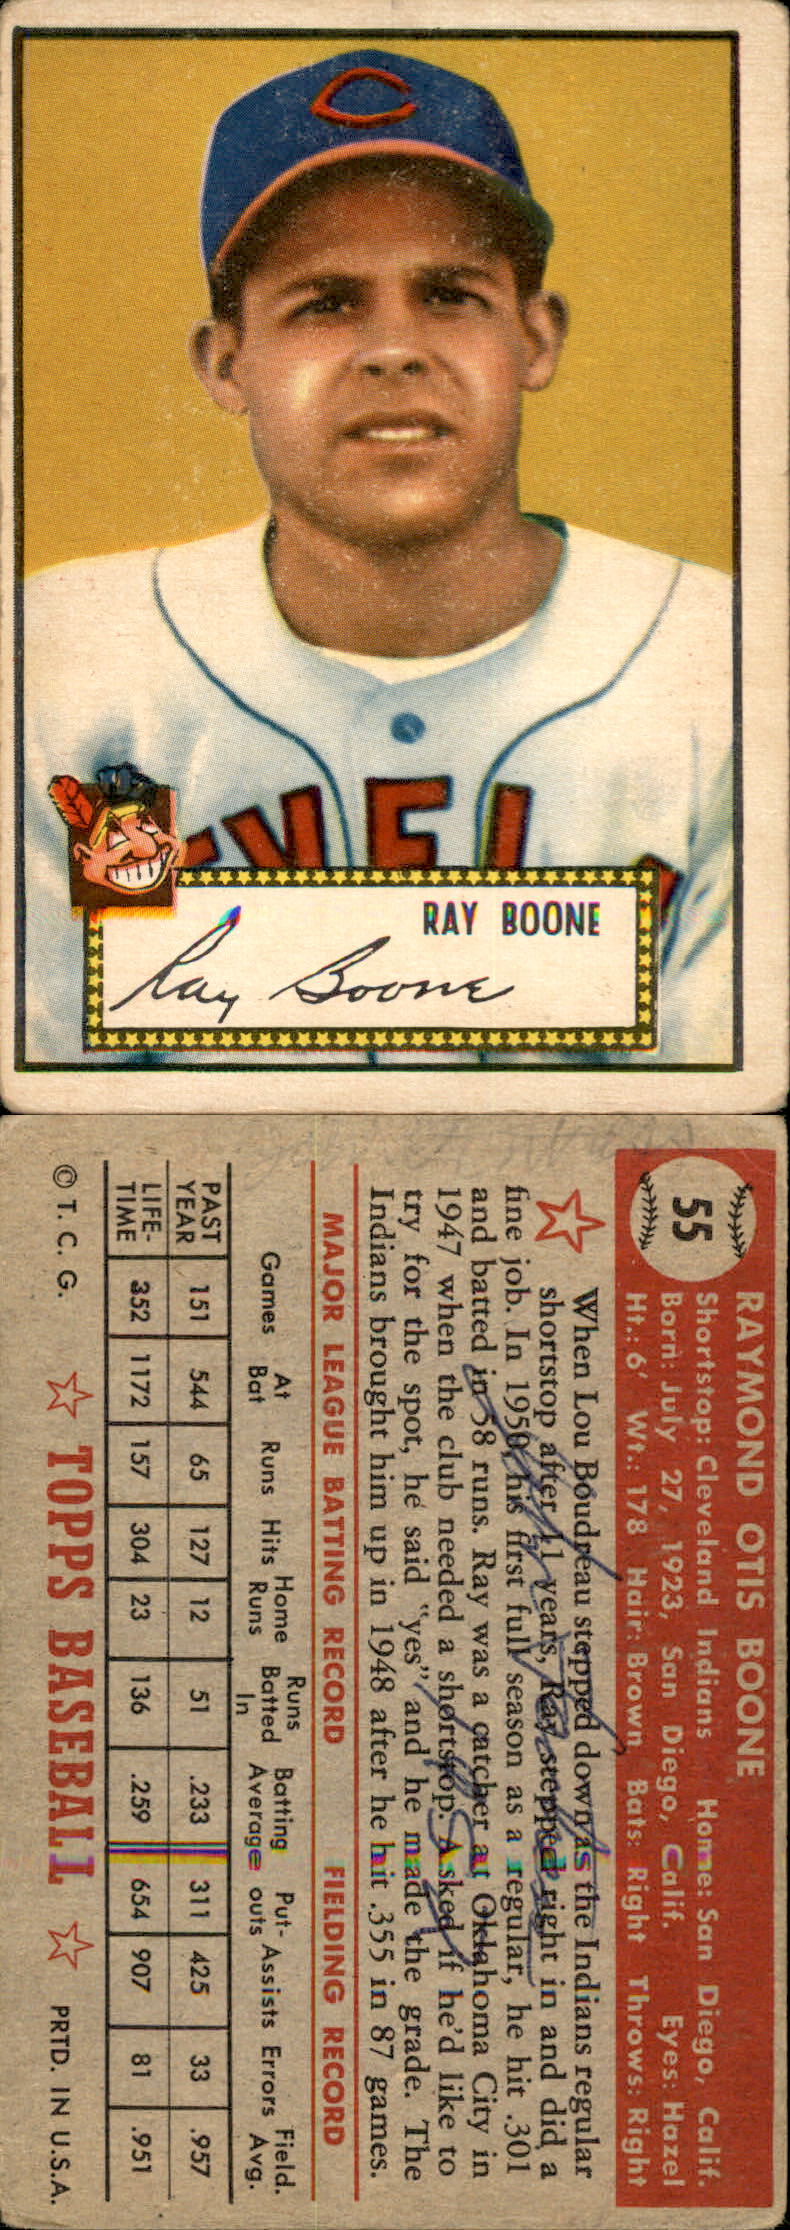 C
EVEL
RAY BOONE
Ray Boone
55
RAYMOND OTIS BOONE
Shortstop: Cleveland Indians Home: San Diego, Calif.
Born: July 27, 1923, San Diego, Calif. Eyes: Hazel
Ht.: 6' Wt.: 178 Hair: Brown Bats: Right Throws: Right
When Lou Boudreau stepped down as the Indians regular
shortstop after 11 years, Ray stepped right in and did a
fine job. In 1950, his first full season as a regular, he hit .301
and batted in 58 runs. Ray was a catcher at Oklahoma City in
1947 when the club needed a shortstop. Asked if he'd like to
try for the spot, he said "yes", and he made the grade. The
Indians brought him up in 1948 after he hit .355 in 87 games.
MAJOR LEAGUE BATTING RECORD FIELDING RECORD
Games At Bat Runs Hits Home Runs Runs Batted In Batting Average Put-outs Assists Errors Field. Avg.
PAST YEAR 151 544 65 127 12 51 .233 311 425 33 .957
LIFE-TIME 352 1172 157 304 23 136 .259 654 907 81 .951
© T. C. G. TOPPS BASEBALL PRTD. IN U.S.A.